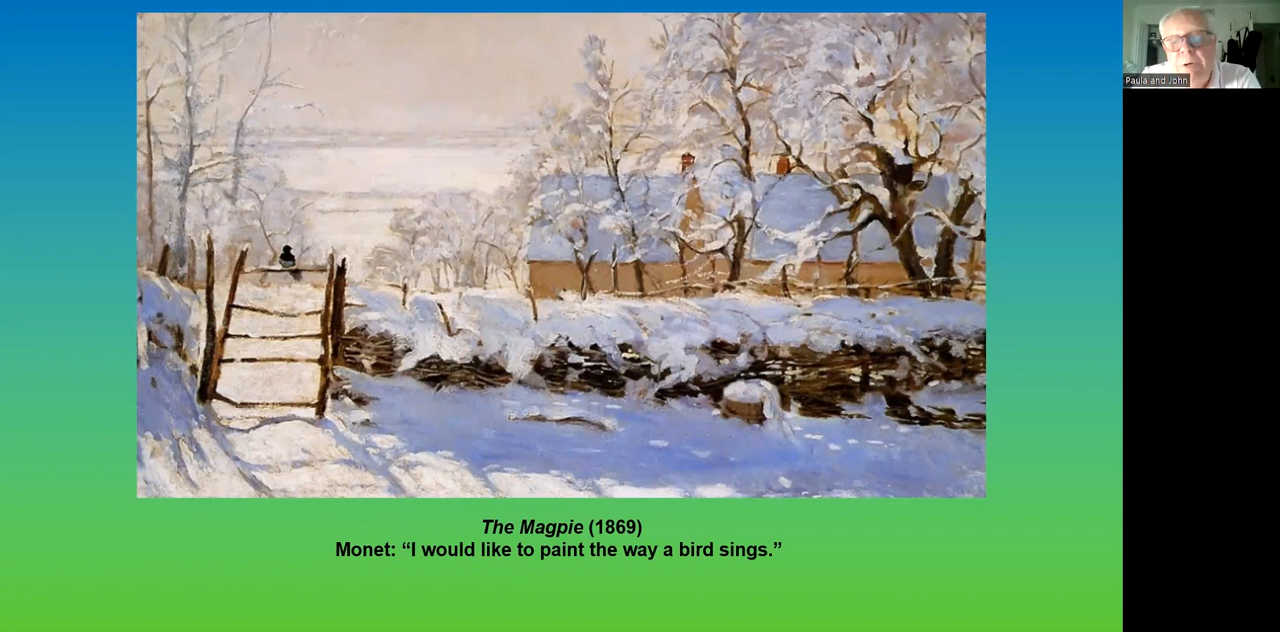 Paula and John
The Magpie (1869)
Monet: “I would like to paint the way a bird sings.”